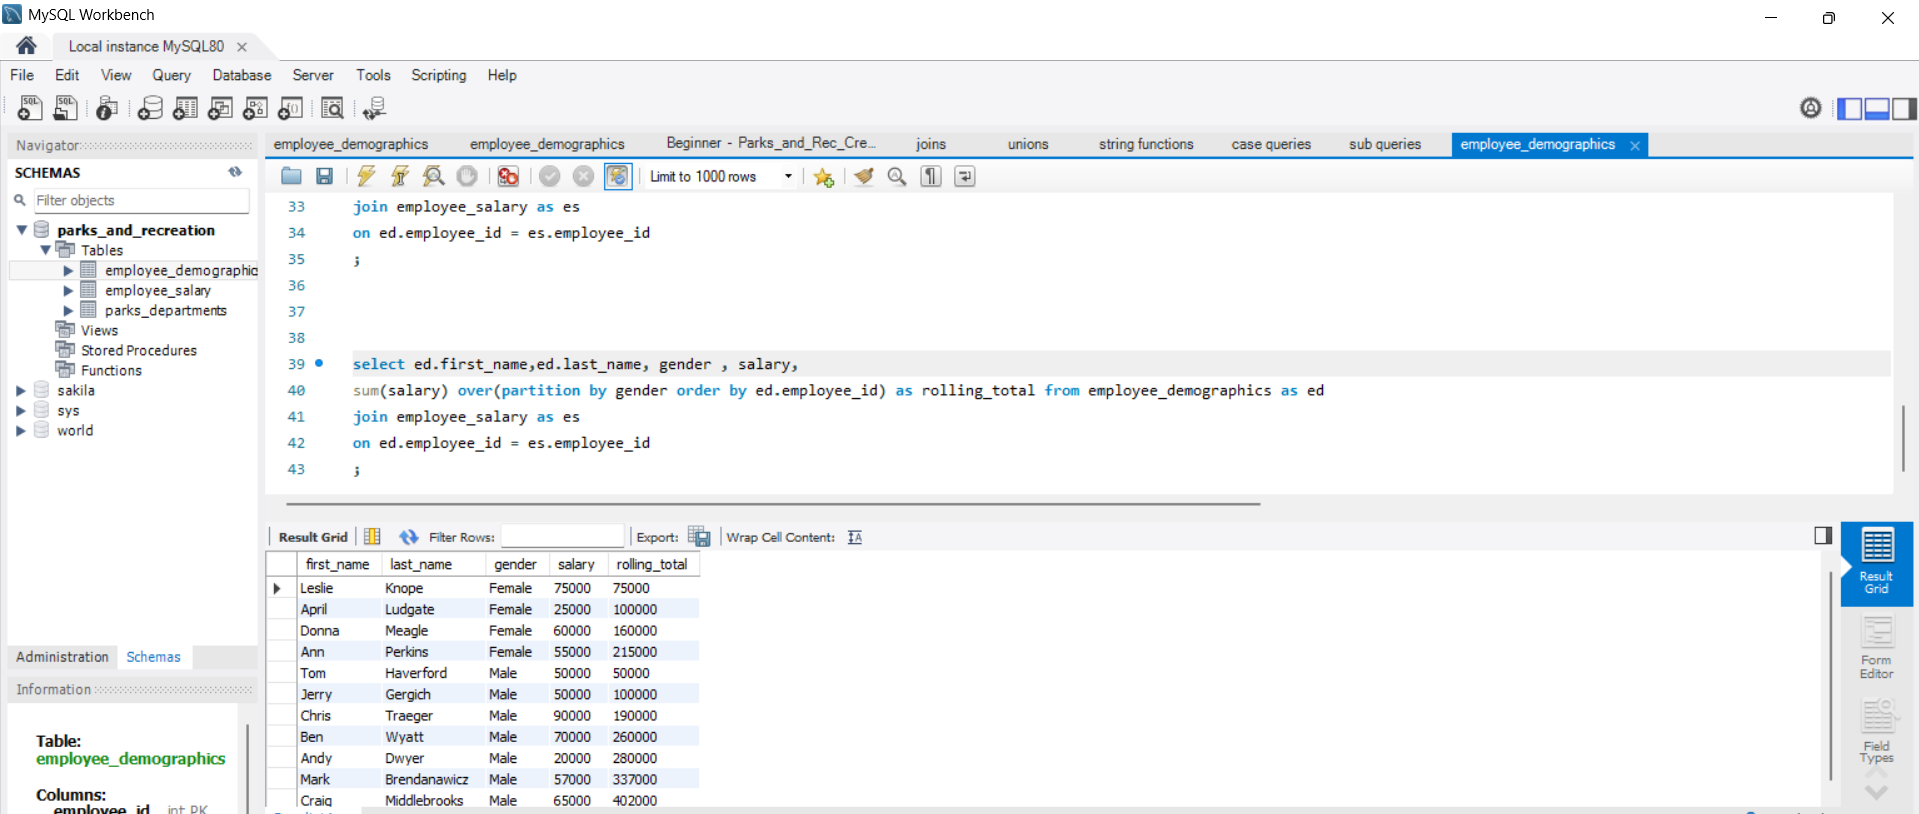 MySQL Workbench
Local instance MySQL80
File Edit View Query Database Server Tools Scripting Help
Navigator
SCHEMAS
Filter objects
parks_and_recreation
Tables
employee_demographic
employee_salary
parks_departments
Views
Stored Procedures
Functions
sakila
sys
world
Administration Schemas
Information
Table:
employee_demographics
Columns:
employee_id int PK
employee_demographics employee_demographics Beginner - Parks_and_Rec_Cre... joins unions string functions case queries sub queries employee_demographics
Limit to 1000 rows
33 join employee_salary as es
34 on ed.employee_id = es.employee_id
35 ;
36
37
38
39 select ed.first_name,ed.last_name, gender , salary,
40 sum(salary) over(partition by gender order by ed.employee_id) as rolling_total from employee_demographics as ed
41 join employee_salary as es
42 on ed.employee_id = es.employee_id
43 ;
Result Grid Filter Rows: Export: Wrap Cell Content:
first_name last_name gender salary rolling_total
Leslie Knope Female 75000 75000
April Ludgate Female 25000 100000
Donna Meagle Female 60000 160000
Ann Perkins Female 55000 215000
Tom Haverford Male 50000 50000
Jerry Gergich Male 50000 100000
Chris Traeger Male 90000 190000
Ben Wyatt Male 70000 260000
Andy Dwyer Male 20000 280000
Mark Brendanawicz Male 57000 337000
Craig Middlebrooks Male 65000 402000
Result
Grid
Form
Editor
Field
Types